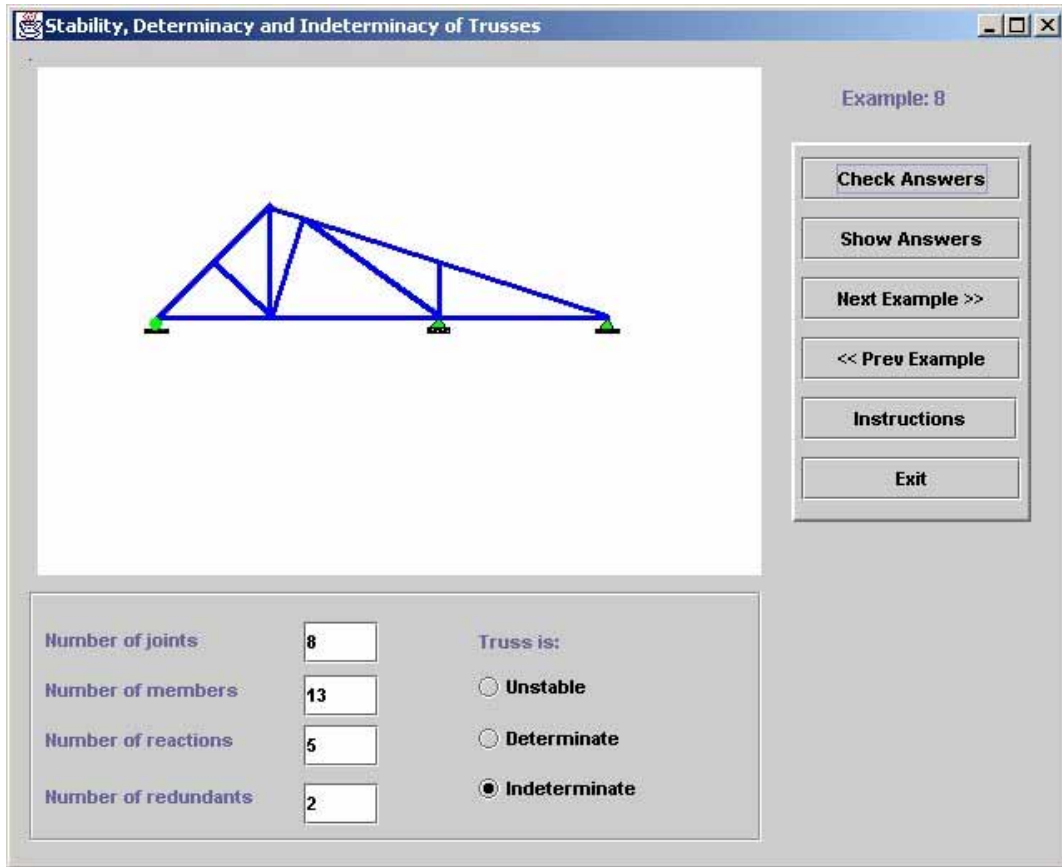 Stability, Determinacy and Indeterminacy of Trusses
Example: 8
Check Answers
Show Answers
Next Example >>
<< Prev Example
Instructions
Exit
Number of joints 8
Number of members 13
Number of reactions 5
Number of redundants 2
Truss is:
Unstable
Determinate
Indeterminate